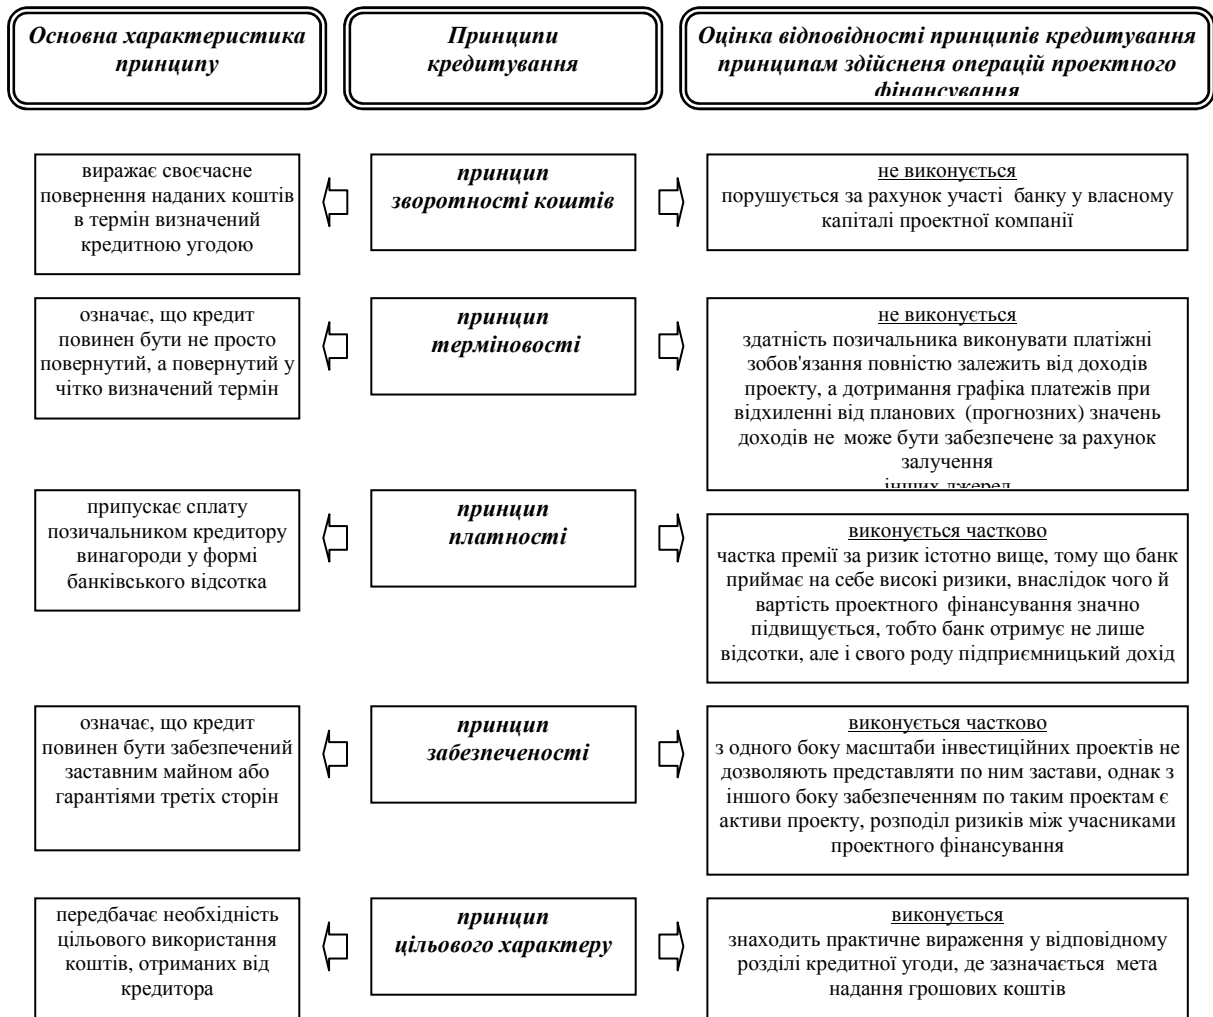 Основна характеристика
принципу
Принципи
кредитування
Оцінка відповідності принципів кредитування
принципам здійсненя операцій проектного
фінансування
виражає своєчасне
повернення наданих коштів
в термін визначений
кредитною угодою
принцип
зворотності коштів
не виконується
порушується за рахунок участі банку у власному
капіталі проектної компанії
означає, що кредит
повинен бути не просто
повернутий, а повернутий у
чітко визначений термін
принцип
терміновості
не виконується
здатність позичальника виконувати платіжні
зобов'язання повністю залежить від доходів
проекту, а дотримання графіка платежів при
відхиленні від планових (прогнозних) значень
доходів не може бути забезпечене за рахунок
залучення
інших джерел
припускає сплату
позичальником кредитору
винагороди у формі
банківського відсотка
принцип
платності
виконується частково
частка премії за ризик істотно вище, тому що банк
приймає на себе високі ризики, внаслідок чого й
вартість проектного фінансування значно
підвищується, тобто банк отримує не лише
відсотки, але і свого роду підприємницький дохід
означає, що кредит
повинен бути забезпечений
заставним майном або
гарантіями третіх сторін
принцип
забезпеченості
виконується частково
з одного боку масштаби інвестиційних проектів не
дозволяють представляти по ним застави, однак з
іншого боку забезпеченням по таким проектам є
активи проекту, розподіл ризиків між учасниками
проектного фінансування
передбачає необхідність
цільового використання
коштів, отриманих від
кредитора
принцип
цільового характеру
виконується
знаходить практичне вираження у відповідному
розділі кредитної угоди, де зазначається мета
надання грошових коштів